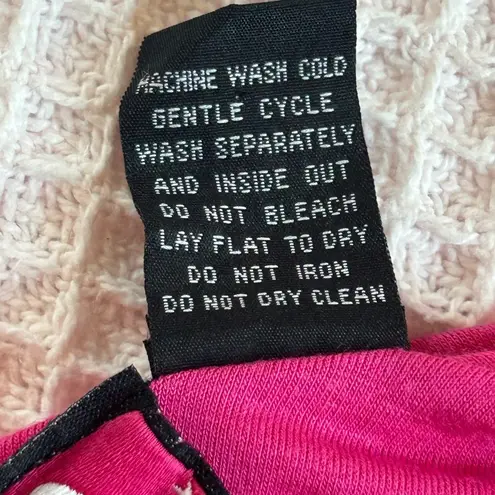 MACHINE WASH COLD
GENTLE CYCLE
WASH SEPARATELY
AND INSIDE OUT
DO NOT BLEACH
LAY FLAT TO DRY
DO NOT IRON
DO NOT DRY CLEAN